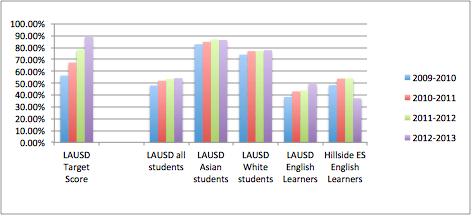 100.00%
90.00%
80.00%
70.00%
60.00%
50.00%
40.00%
30.00%
20.00%
10.00%
0.00%
LAUSD Target Score
LAUSD all students
LAUSD Asian students
LAUSD White students
LAUSD English Learners
Hillside ES English Learners
2009-2010
2010-2011
2011-2012
2012-2013